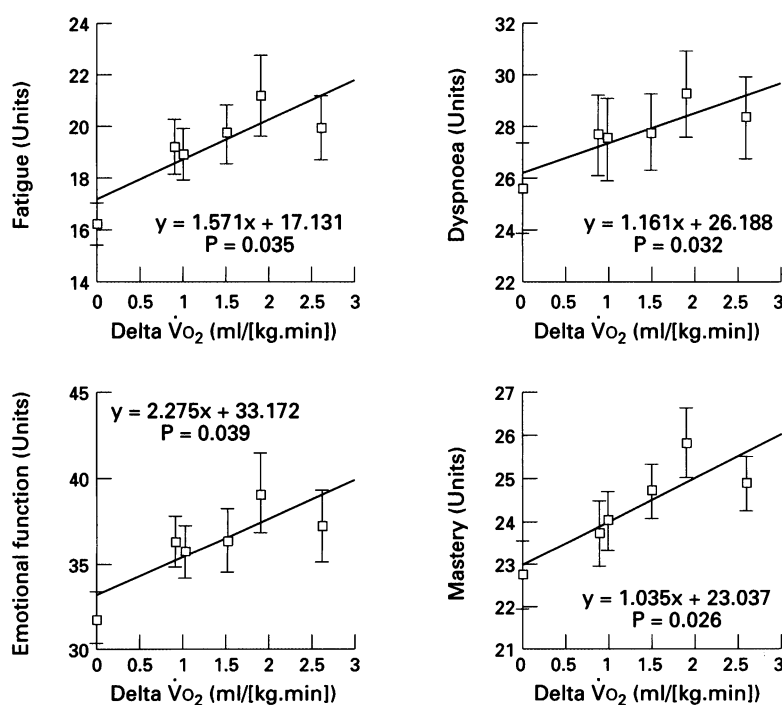 24
22
20
18
16
14
Fatigue (Units)
y = 1.571x + 17.131
P = 0.035
0 0.5 1 1.5 2 2.5 3
Delta V̇O₂ (ml/[kg.min])
32
30
28
26
24
22
Dyspnoea (Units)
y = 1.161x + 26.188
P = 0.032
0 0.5 1 1.5 2 2.5 3
Delta V̇O₂ (ml/[kg.min])
45
40
35
30
Emotional function (Units)
y = 2.275x + 33.172
P = 0.039
0 0.5 1 1.5 2 2.5 3
Delta V̇O₂ (ml/[kg.min])
27
26
25
24
23
22
21
Mastery (Units)
y = 1.035x + 23.037
P = 0.026
0 0.5 1 1.5 2 2.5 3
Delta V̇O₂ (ml/[kg.min])